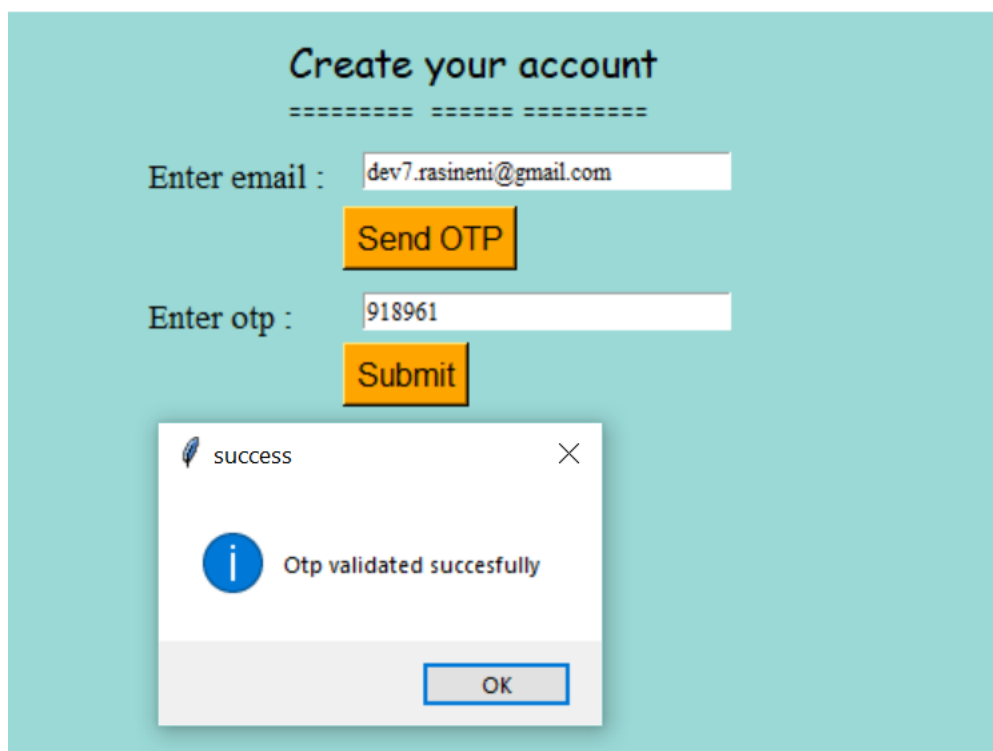 Create your account
========= ====== =========
Enter email : dev7.rasineni@gmail.com
Send OTP
Enter otp : 918961
Submit
success
Otp validated succesfully
OK